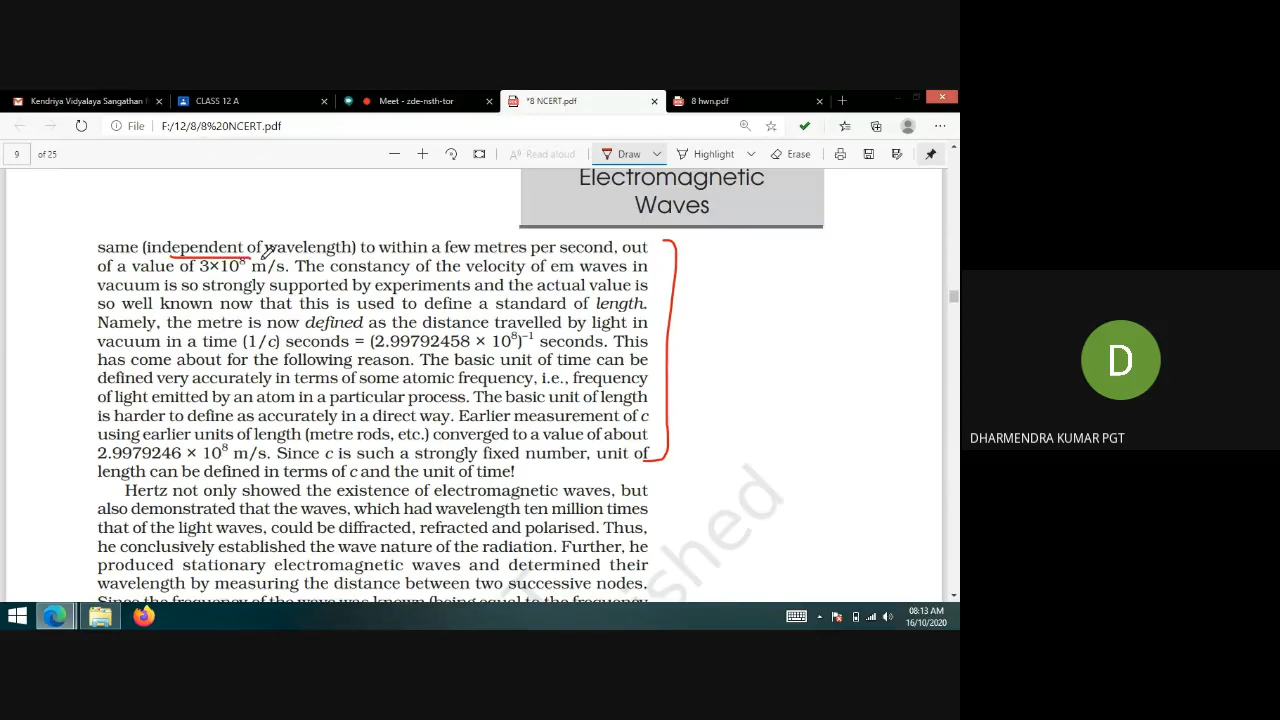 Kendriya Vidyalaya Sangathan
CLASS 12 A
Meet - zde-nsth-tor
*8 NCERT.pdf
8 hwn.pdf
File F:/12/8/8%20NCERT.pdf
9 of 25
Read aloud
Draw
Highlight
Erase
Electromagnetic
Waves
same (independent of wavelength) to within a few metres per second, out
of a value of 3×10⁸ m/s. The constancy of the velocity of em waves in
vacuum is so strongly supported by experiments and the actual value is
so well known now that this is used to define a standard of length.
Namely, the metre is now defined as the distance travelled by light in
vacuum in a time (1/c) seconds = (2.99792458 × 10⁸)⁻¹ seconds. This
has come about for the following reason. The basic unit of time can be
defined very accurately in terms of some atomic frequency, i.e., frequency
of light emitted by an atom in a particular process. The basic unit of length
is harder to define as accurately in a direct way. Earlier measurement of c
using earlier units of length (metre rods, etc.) converged to a value of about
2.9979246 × 10⁸ m/s. Since c is such a strongly fixed number, unit of
length can be defined in terms of c and the unit of time!
Hertz not only showed the existence of electromagnetic waves, but
also demonstrated that the waves, which had wavelength ten million times
that of the light waves, could be diffracted, refracted and polarised. Thus,
he conclusively established the wave nature of the radiation. Further, he
produced stationary electromagnetic waves and determined their
wavelength by measuring the distance between two successive nodes.
Since the frequency of the wave was known (being equal to the frequency
D
DHARMENDRA KUMAR PGT
08:13 AM
16/10/2020